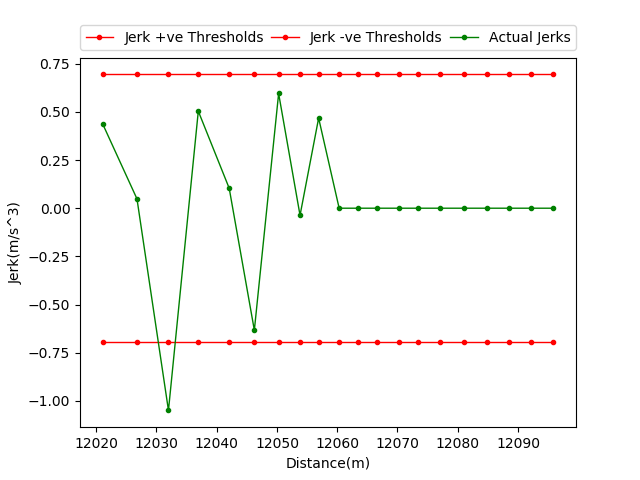 Jerk +ve Thresholds Jerk -ve Thresholds Actual Jerks
0.75
0.50
0.25
0.00
−0.25
−0.50
−0.75
−1.00
Jerk(m/s^3)
12020 12030 12040 12050 12060 12070 12080 12090
Distance(m)